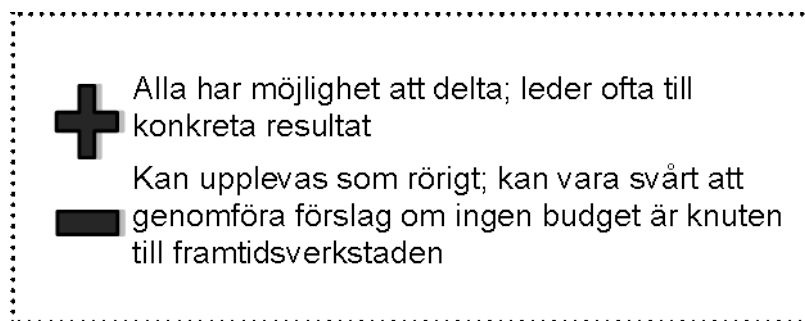 Alla har möjlighet att delta; leder ofta till
konkreta resultat
Kan upplevas som rörigt; kan vara svårt att
genomföra förslag om ingen budget är knuten
till framtidsverkstaden